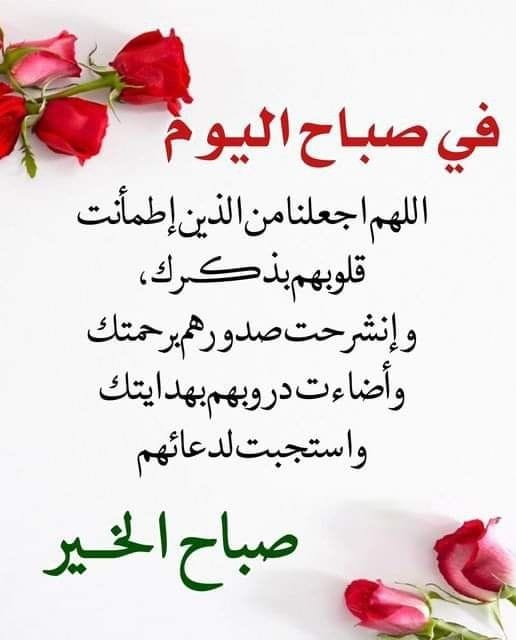 في صباح اليوم
اللهم اجعلنا من الذين إطمأنت
قلوبهم بذكرك،
وإنشرحت صدورهم برحمتك
وأضاءت دروبهم بهدايتك
واستجبت لدعائهم
صباح الخير